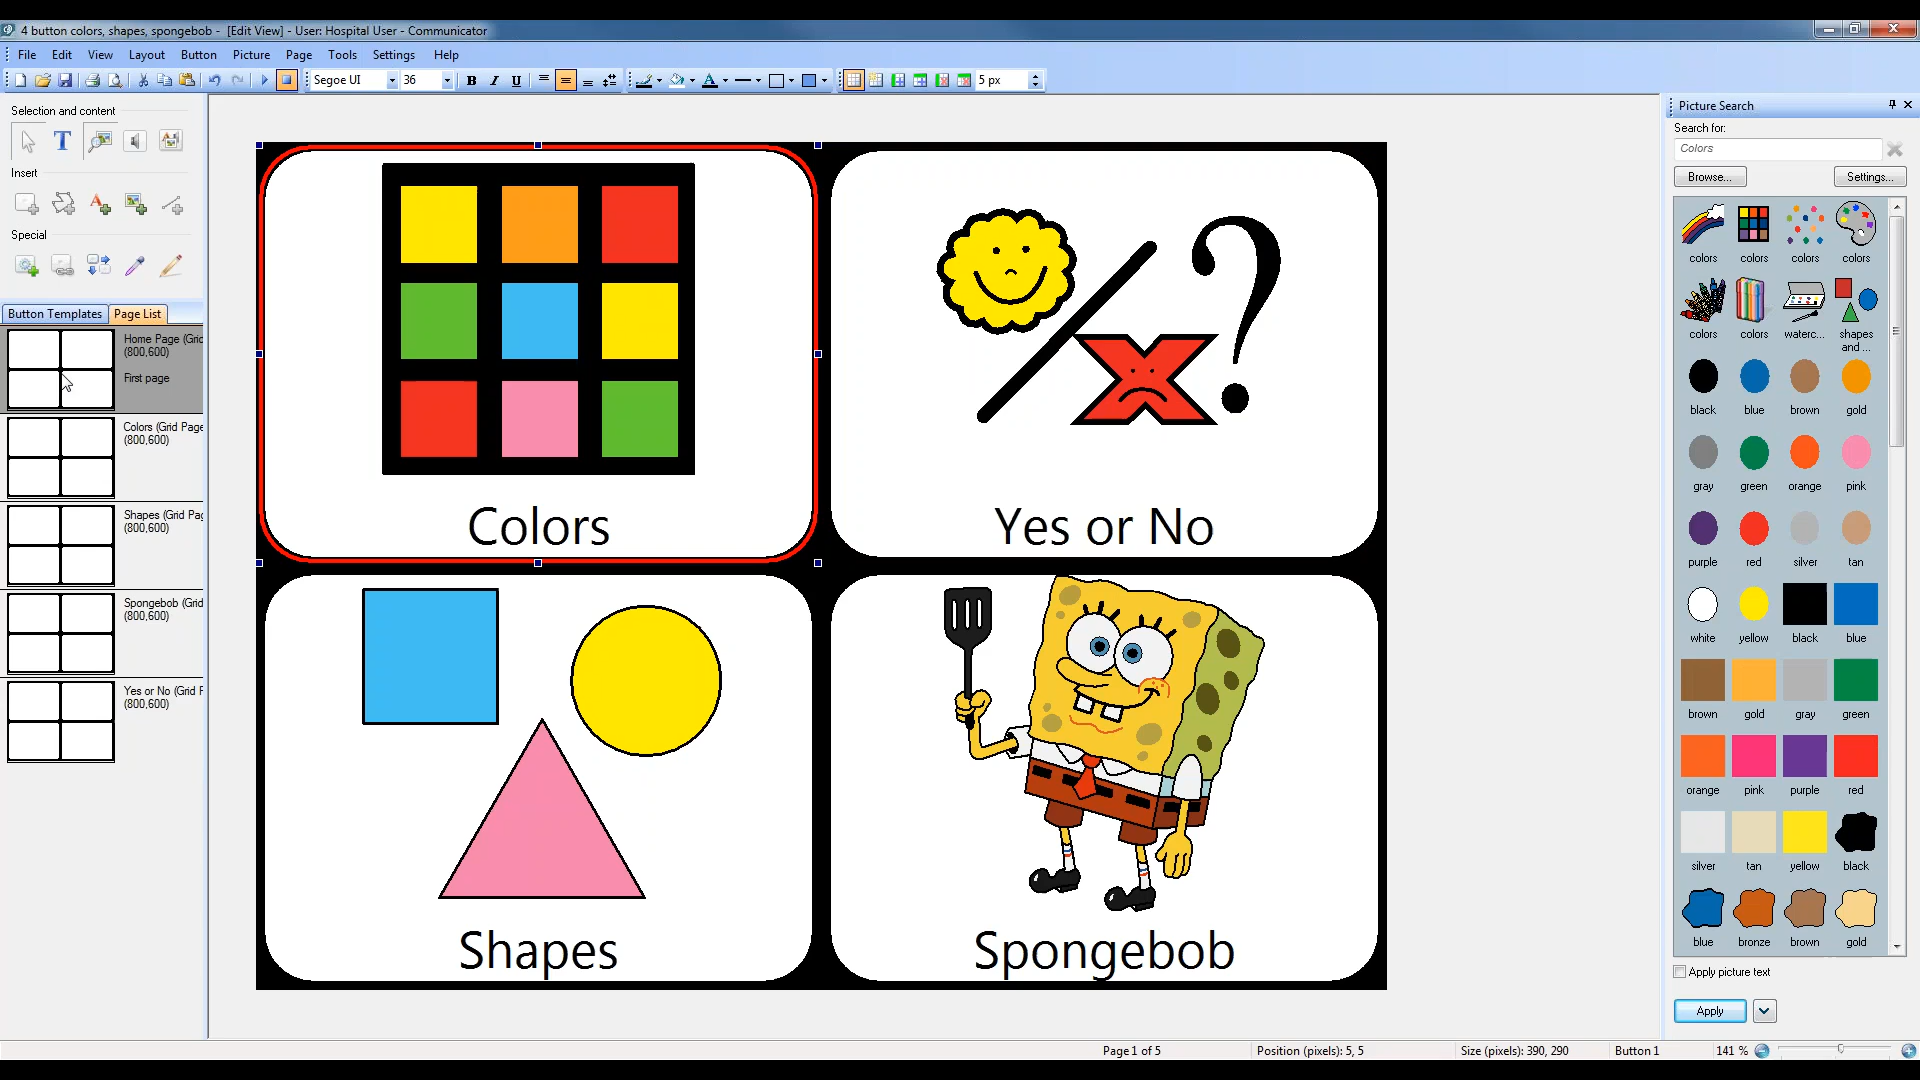 4 button colors, shapes, spongebob - [Edit View] - User: Hospital User - Communicator
File Edit View Layout Button Picture Page Tools Settings Help
Segoe UI 36 B I U A 5 px
Selection and content
T
Insert
A
Special
Button Templates Page List
Home Page (Grid
(800,600)
First page
Colors (Grid Page
(800,600)
Shapes (Grid Pag
(800,600)
Spongebob (Grid
(800,600)
Yes or No (Grid P
(800,600)
Colors
? Yes or No
Shapes
Spongebob
Picture Search
Search for:
Colors
Browse... Settings...
colors colors colors colors
colors colors waterc... shapes and ...
black blue brown gold
gray green orange pink
purple red silver tan
white yellow black blue
brown gold gray green
orange pink purple red
silver tan yellow black
blue bronze brown gold
Apply picture text
Apply
Page 1 of 5 Position (pixels): 5, 5 Size (pixels): 390, 290 Button 1 141 %